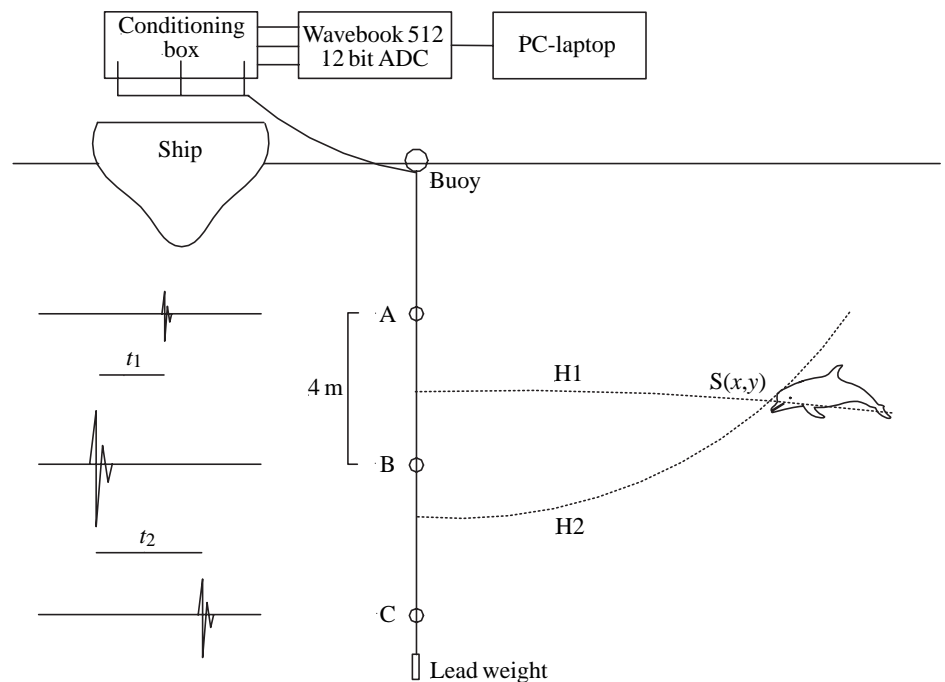 Conditioning
box
Wavebook 512
12 bit ADC
PC-laptop
Ship
Buoy
A
t1
4 m
H1
S(x,y)
B
H2
t2
C
Lead weight